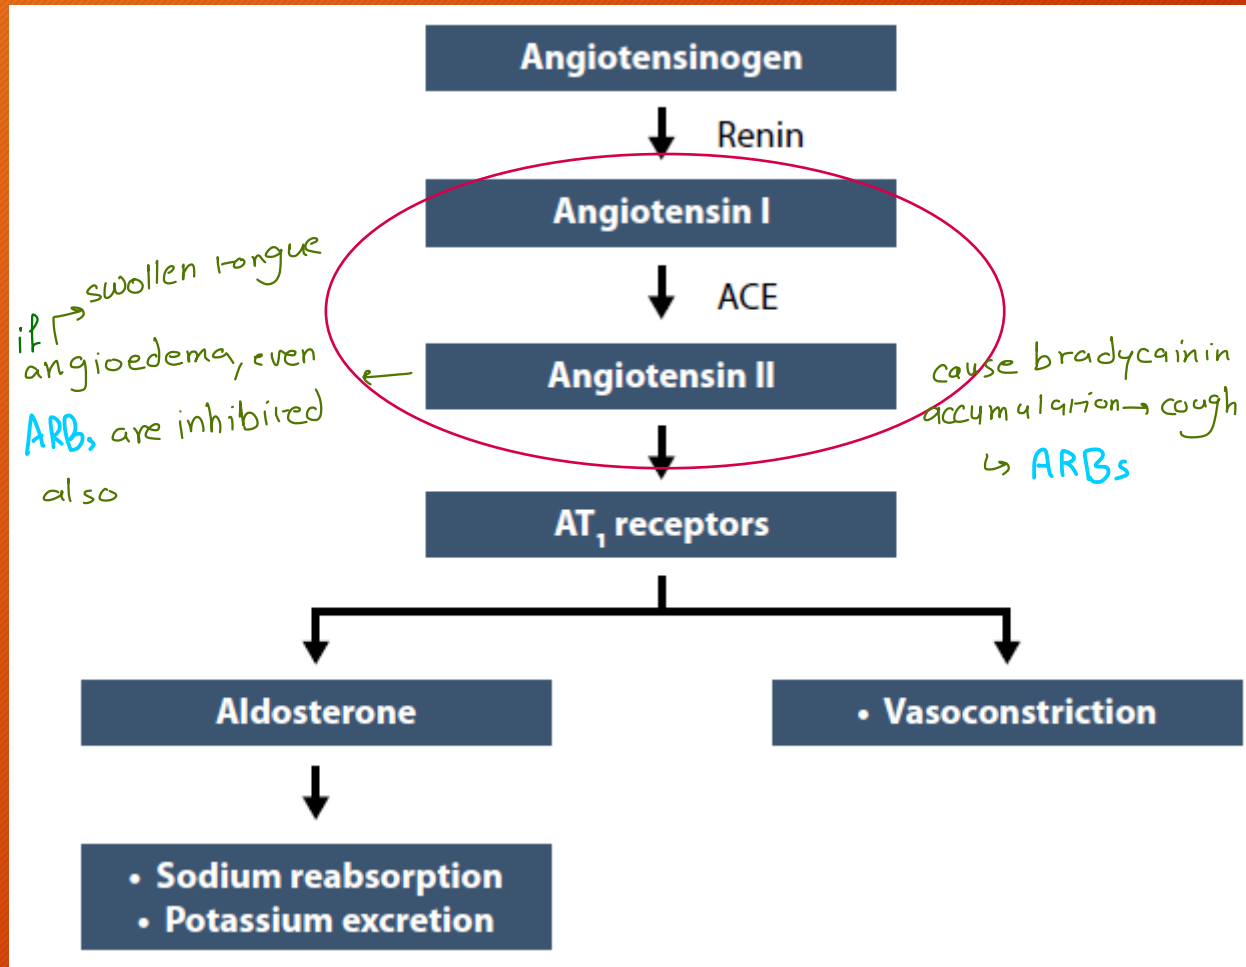 Angiotensinogen
Renin
Angiotensin I
ACE
Angiotensin II
swollen tongue
if
angioedema, even
ARBs are inhibited
also
cause bradycainin
accumulation → cough
↳ ARBs
AT₁ receptors
Aldosterone
• Vasoconstriction
• Sodium reabsorption
• Potassium excretion